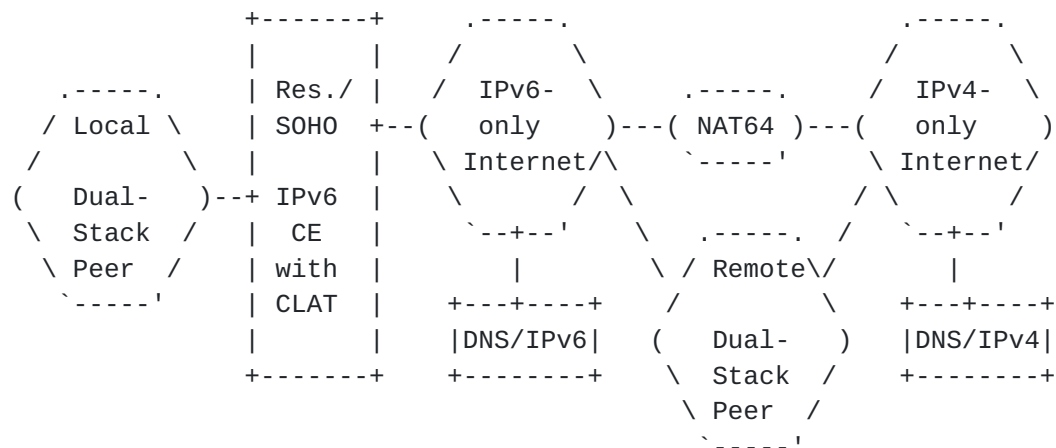 Res./ IPv6- IPv4-
Local SOHO only NAT64 only
Internet Internet
Dual- IPv6
Stack CE
Peer with Remote
CLAT
DNS/IPv6 Dual- DNS/IPv4
Stack
Peer